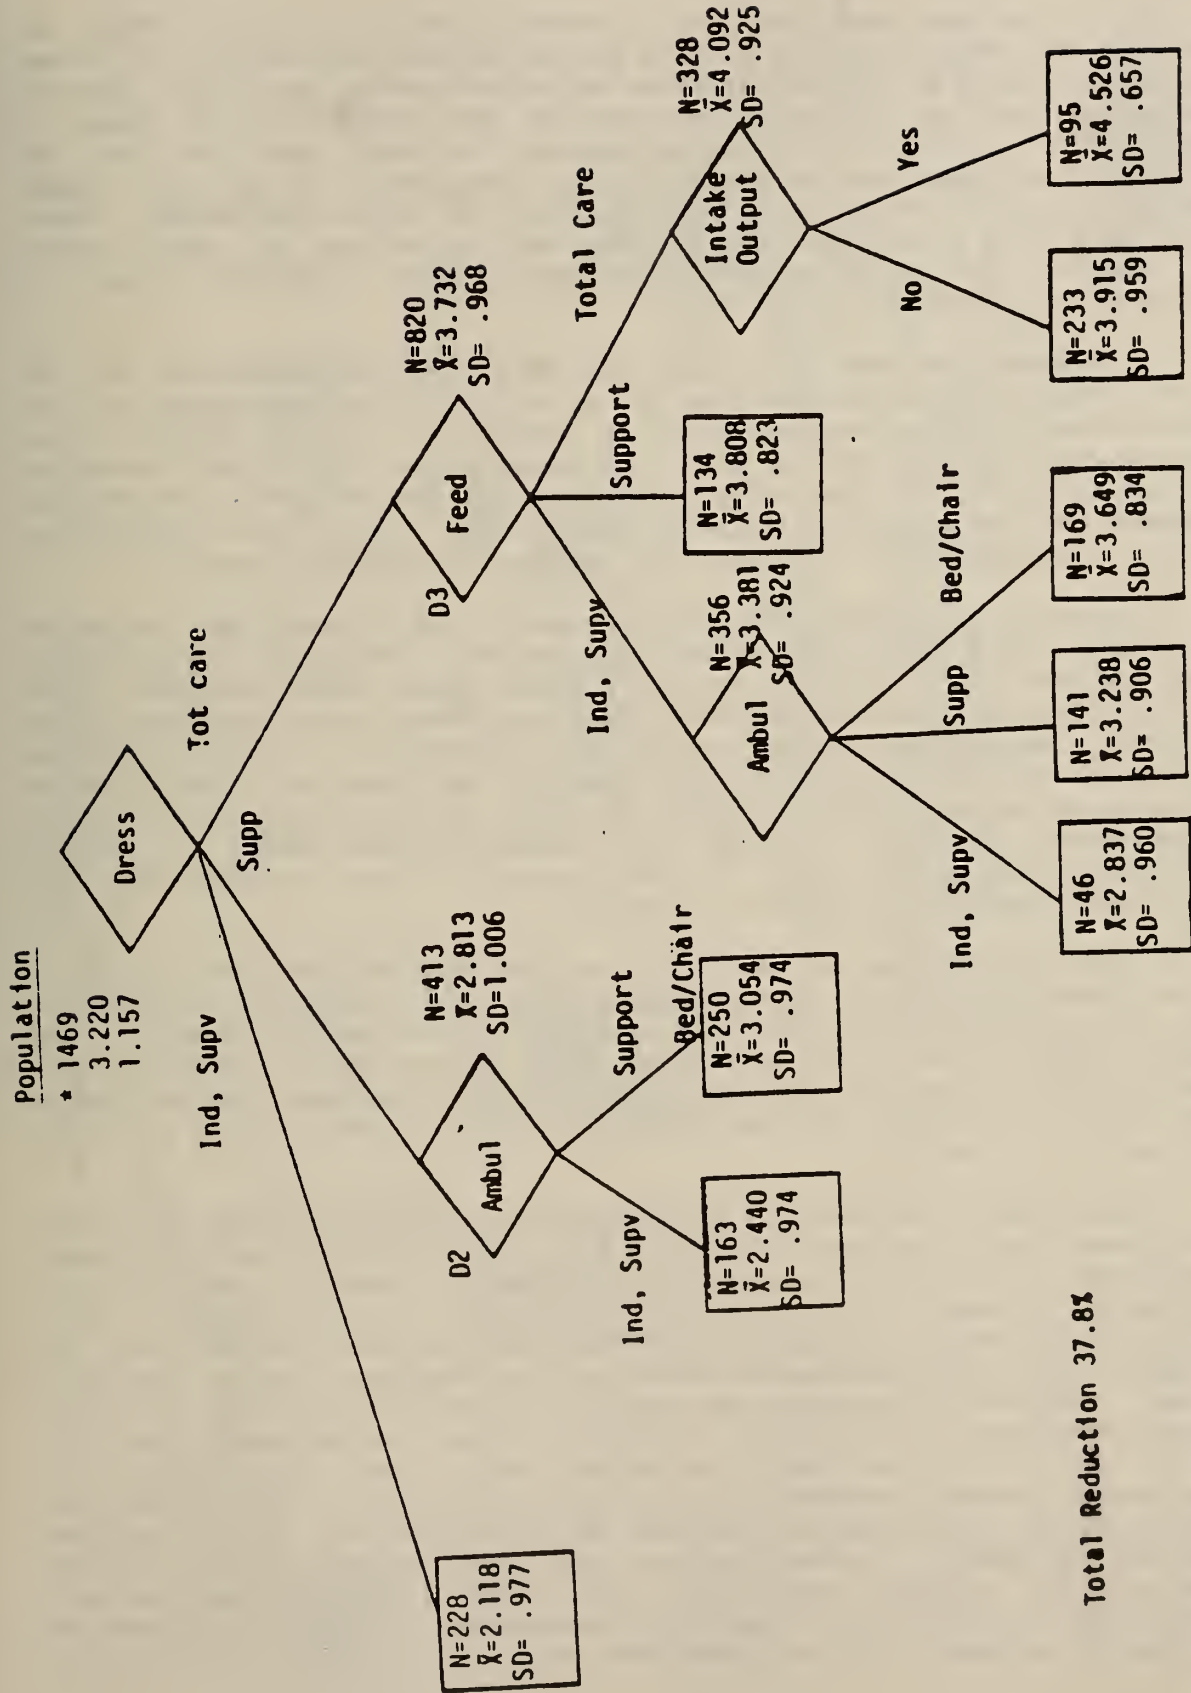 Population
* 1469
3.220
1.157
Dress
Ind, Supv
Supp
Tot care
N=228
X̄=2.118
SD= .977
D2
Ambul
N=413
X̄=2.813
SD=1.006
D3
Feed
N=820
X̄=3.732
SD= .968
Ind, Supv
Support
Bed/Chair
N=163
X̄=2.440
SD= .974
N=250
X̄=3.054
SD= .974
Ind, Supv
Support
Total Care
Ambul
N=356
X̄=3.381
SD= .924
N=134
X̄=3.808
SD= .823
Intake
Output
N=328
X̄=4.092
SD= .925
Ind, Supv
Supp
Bed/Chair
No
Yes
N=46
X̄=2.837
SD= .960
N=141
X̄=3.238
SD= .906
N=169
X̄=3.649
SD= .834
N=233
X̄=3.915
SD= .959
N=95
X̄=4.526
SD= .657
Total Reduction 37.8%